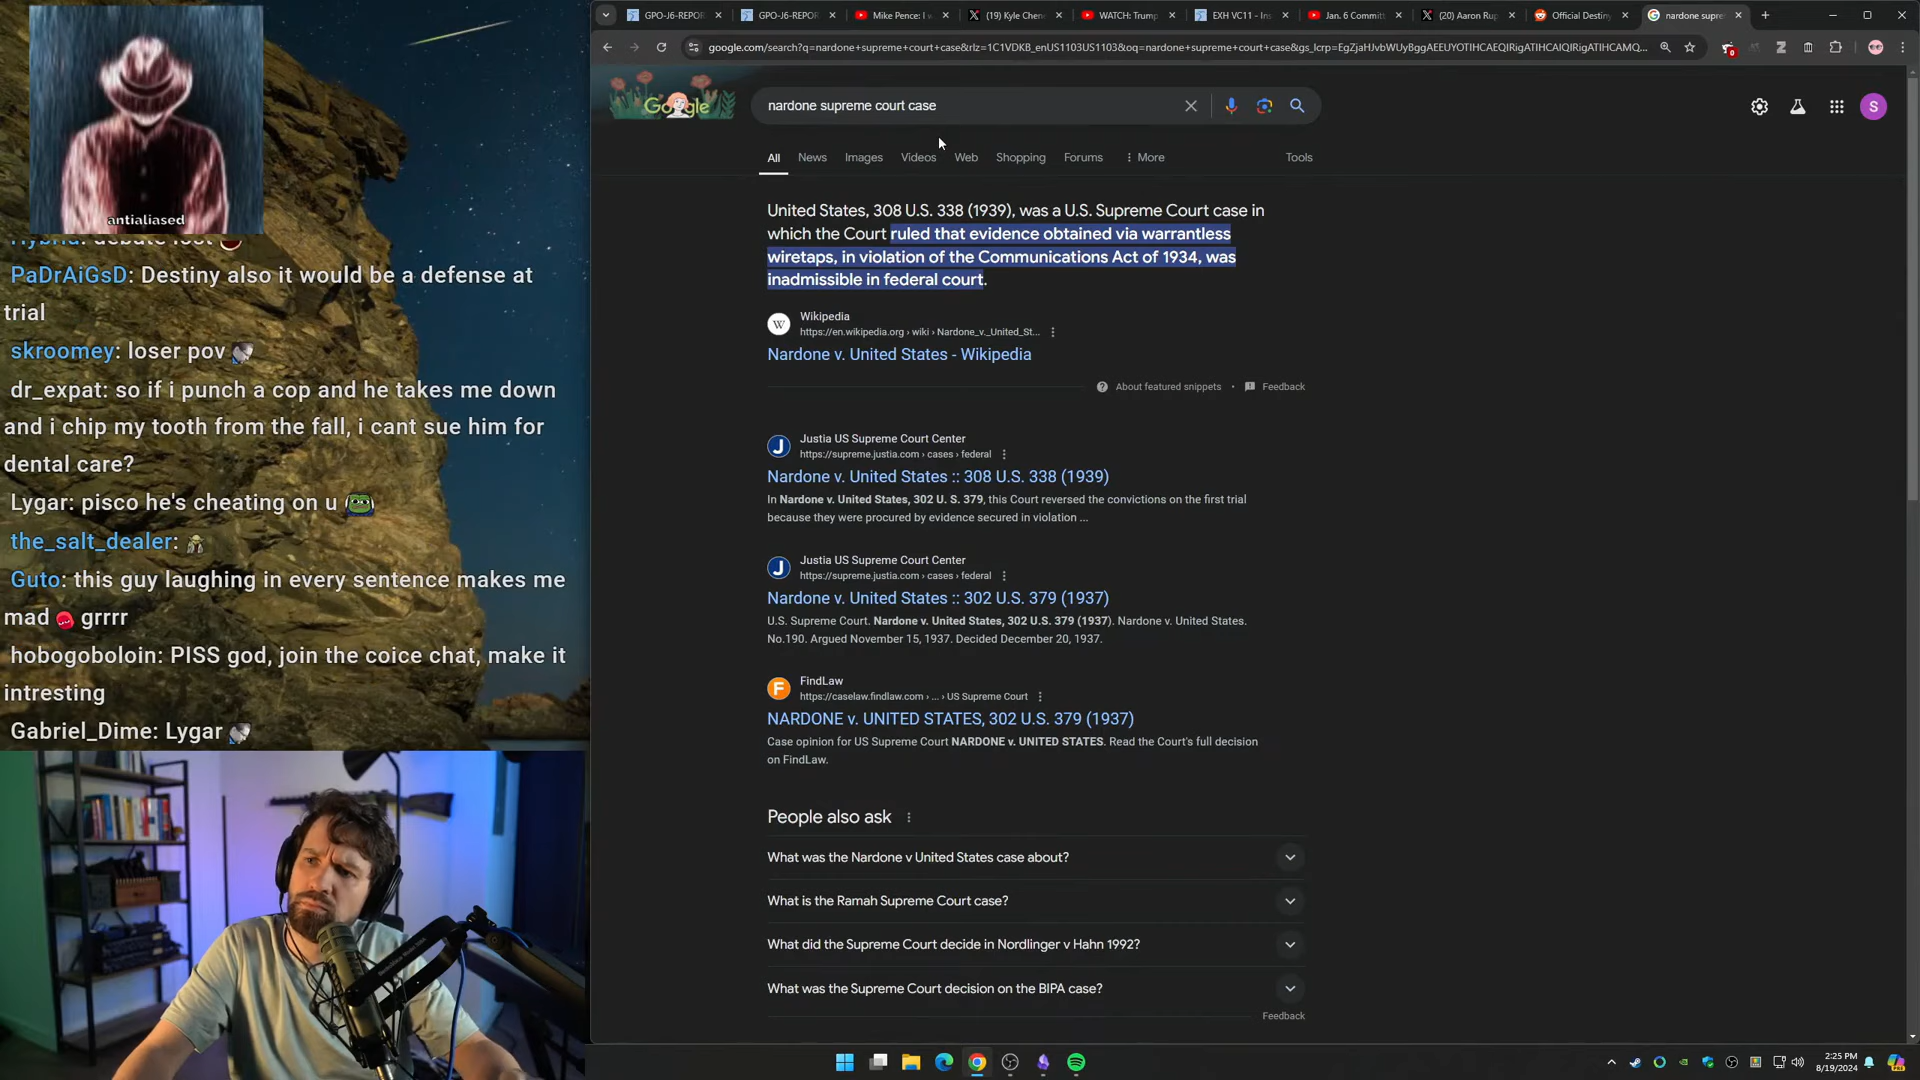 antialiased
Hybrid: debate lost
PaDrAiGsD: Destiny also it would be a defense at
trial
skroomey: loser pov
dr_expat: so if i punch a cop and he takes me down
and i chip my tooth from the fall, i cant sue him for
dental care?
Lygar: pisco he's cheating on u
the_salt_dealer:
Guto: this guy laughing in every sentence makes me
mad grrrr
hobogoboloin: PISS god, join the coice chat, make it
intresting
Gabriel_Dime: Lygar
GPO-J6-REPOR
GPO-J6-REPOR
Mike Pence: I
(19) Kyle Chen
WATCH: Trump
EXH VC11 - In
Jan. 6 Committ
(20) Aaron Rup
Official Destiny
nardone supre
google.com/search?q=nardone+supreme+court+case&rlz=1C1VDKB_enUS1103US1103&oq=nardone+supreme+court+case&gs_lcrp=EgZjaHJvbWUyBggAEEUYOTIHCAEQIRigATIHCAIQIRigATIHCAMQ...
0
Google
nardone supreme court case
S
All
News
Images
Videos
Web
Shopping
Forums
More
Tools
United States, 308 U.S. 338 (1939), was a U.S. Supreme Court case in
which the Court ruled that evidence obtained via warrantless
wiretaps, in violation of the Communications Act of 1934, was
inadmissible in federal court.
W
Wikipedia
https://en.wikipedia.org › wiki › Nardone_v._United_St...
Nardone v. United States - Wikipedia
About featured snippets
Feedback
J
Justia US Supreme Court Center
https://supreme.justia.com › cases › federal
Nardone v. United States :: 308 U.S. 338 (1939)
In Nardone v. United States, 302 U. S. 379, this Court reversed the convictions on the first trial
because they were procured by evidence secured in violation ...
J
Justia US Supreme Court Center
https://supreme.justia.com › cases › federal
Nardone v. United States :: 302 U.S. 379 (1937)
U.S. Supreme Court. Nardone v. United States, 302 U.S. 379 (1937). Nardone v. United States.
No.190. Argued November 15, 1937. Decided December 20, 1937.
F
FindLaw
https://caselaw.findlaw.com › ... › US Supreme Court
NARDONE v. UNITED STATES, 302 U.S. 379 (1937)
Case opinion for US Supreme Court NARDONE v. UNITED STATES. Read the Court's full decision
on FindLaw.
People also ask
What was the Nardone v United States case about?
What is the Ramah Supreme Court case?
What did the Supreme Court decide in Nordlinger v Hahn 1992?
What was the Supreme Court decision on the BIPA case?
Feedback
2:25 PM
8/19/2024